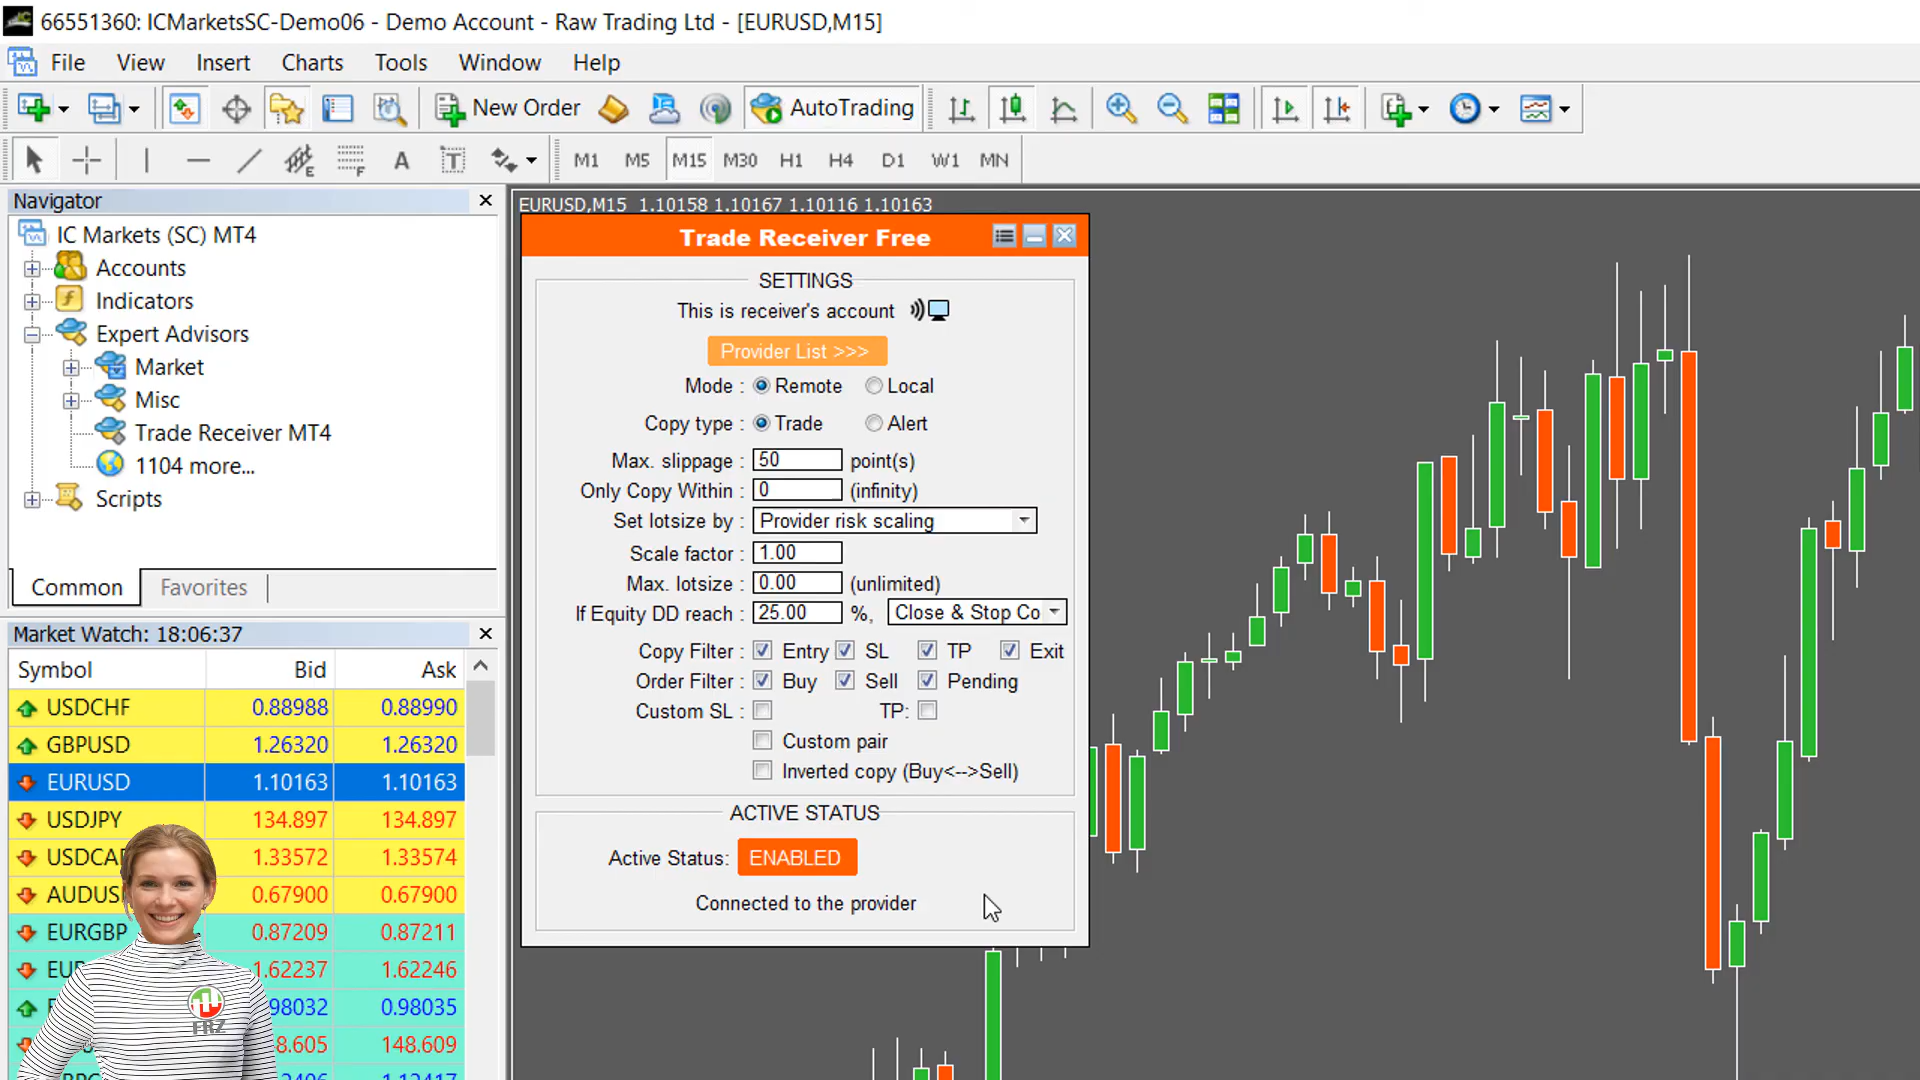 66551360: ICMarketsSC-Demo06 - Demo Account - Raw Trading Ltd - [EURUSD,M15]
File View Insert Charts Tools Window Help
New Order AutoTrading
A T E F M1 M5 M15 M30 H1 H4 D1 W1 MN
Navigator
IC Markets (SC) MT4
Accounts
Indicators
Expert Advisors
Market
Misc
Trade Receiver MT4
1104 more...
Scripts
Common Favorites
Market Watch: 18:06:37
Symbol Bid Ask
USDCHF 0.88988 0.88990
GBPUSD 1.26320 1.26320
EURUSD 1.10163 1.10163
USDJPY 134.897 134.897
USDCA 1.33572 1.33574
AUDUS 0.67900 0.67900
EURGBP 0.87209 0.87211
EU 1.62237 1.62246
98032 0.98035
8.605 148.609
FRZ
EURUSD,M15 1.10158 1.10167 1.10116 1.10163
Trade Receiver Free
SETTINGS
This is receiver's account
Provider List >>>
Mode : Remote Local
Copy type : Trade Alert
Max. slippage : 50 point(s)
Only Copy Within : 0 (infinity)
Set lotsize by : Provider risk scaling
Scale factor : 1.00
Max. lotsize : 0.00 (unlimited)
If Equity DD reach : 25.00 %, Close & Stop Co
Copy Filter : Entry SL TP Exit
Order Filter : Buy Sell Pending
Custom SL : TP:
Custom pair
Inverted copy (Buy<-->Sell)
ACTIVE STATUS
Active Status: ENABLED
Connected to the provider